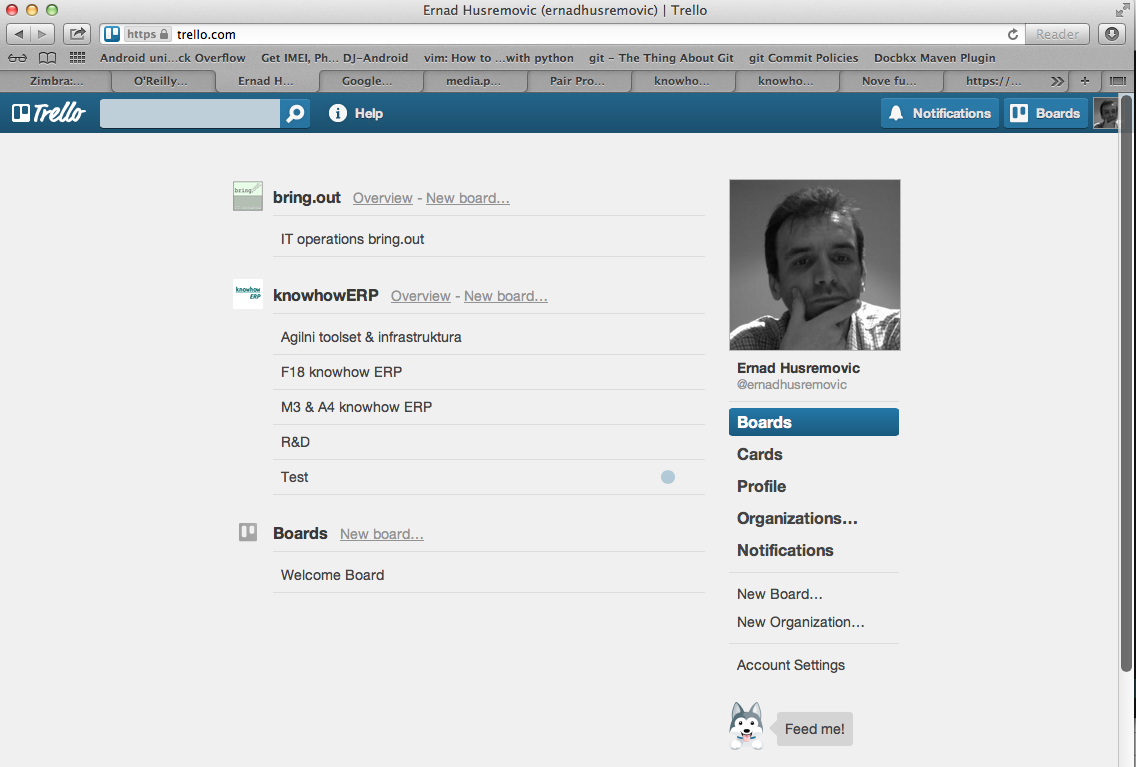 Ernad Husremovic (ernadhusremovic) | Trello
https trello.com Reader
Android uni...ck Overflow Get IMEI, Ph... DJ-Android vim: How to ...with python git - The Thing About Git git Commit Policies Docbkx Maven Plugin
Zimbra:... O'Reilly... Ernad H... Google... media.p... Pair Pro... knowho... knowho... Nove fu... https://...
Trello Help Notifications Boards
bring.out Overview - New board...
IT operations bring.out
knowhow
ERP
knowhowERP Overview - New board...
Agilni toolset & infrastruktura
F18 knowhow ERP
M3 & A4 knowhow ERP
R&D
Test
Boards New board...
Welcome Board
Ernad Husremovic
@ernadhusremovic
Boards
Cards
Profile
Organizations...
Notifications
New Board...
New Organization...
Account Settings
Feed me!